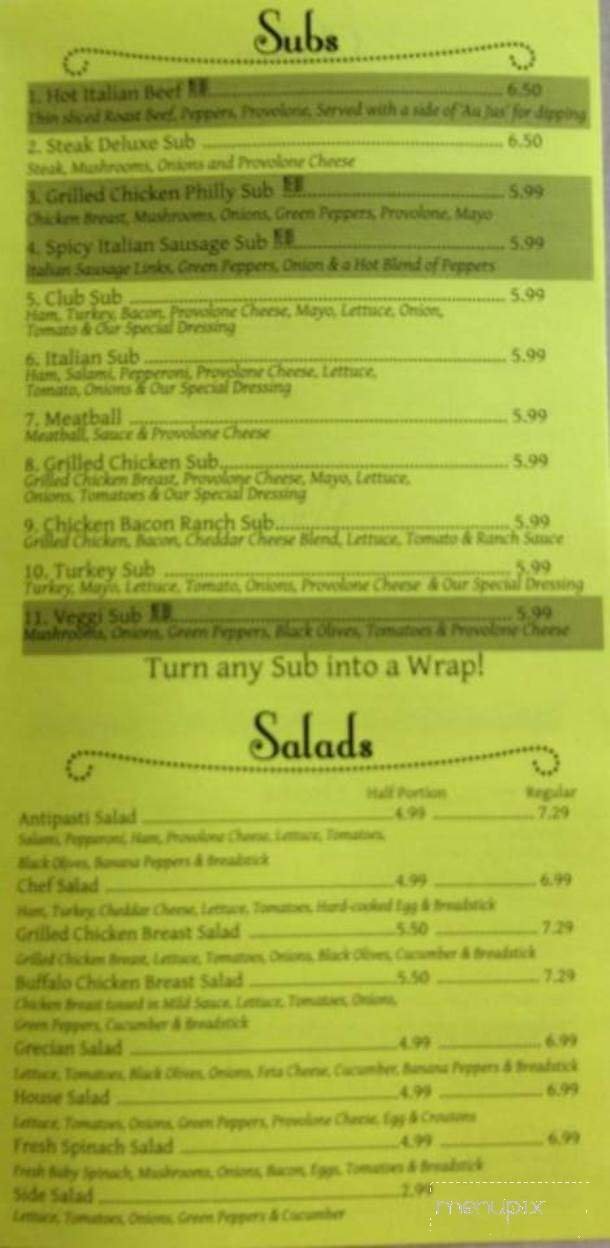 Subs
1. Hot Italian Beef 6.50
Thin sliced Roast Beef, Peppers, Provolone, Served with a side of 'Au Jus' for dipping
2. Steak Deluxe Sub 6.50
Steak, Mushrooms, Onions and Provolone Cheese
3. Grilled Chicken Philly Sub 5.99
Chicken Breast, Mushrooms, Onions, Green Peppers, Provolone, Mayo
4. Spicy Italian Sausage Sub 5.99
Italian Sausage Links, Green Peppers, Onion & a Hot Blend of Peppers
5. Club Sub 5.99
Ham, Turkey, Bacon, Provolone Cheese, Mayo, Lettuce, Onion,
Tomato & Our Special Dressing
6. Italian Sub 5.99
Ham, Salami, Pepperoni, Provolone Cheese, Lettuce,
Tomato, Onions & Our Special Dressing
7. Meatball 5.99
Meatball, Sauce & Provolone Cheese
8. Grilled Chicken Sub 5.99
Grilled Chicken Breast, Provolone Cheese, Mayo, Lettuce,
Onions, Tomatoes & Our Special Dressing
9. Chicken Bacon Ranch Sub 5.99
Grilled Chicken, Bacon, Cheddar Cheese Blend, Lettuce, Tomato & Ranch Sauce
10. Turkey Sub 5.99
Turkey, Mayo, Lettuce, Tomato, Onions, Provolone Cheese & Our Special Dressing
11. Veggi Sub 5.99
Mushrooms, Onions, Green Peppers, Black Olives, Tomatoes & Provolone Cheese
Turn any Sub into a Wrap!
Salads
Half Portion Regular
Antipasti Salad 4.99 7.29
Salami, Pepperoni, Ham, Provolone Cheese, Lettuce, Tomatoes,
Black Olives, Banana Peppers & Breadstick
Chef Salad 4.99 6.99
Ham, Turkey, Cheddar Cheese, Lettuce, Tomatoes, Hard-cooked Egg & Breadstick
Grilled Chicken Breast Salad 5.50 7.29
Grilled Chicken Breast, Lettuce, Tomatoes, Onions, Black Olives, Cucumber & Breadstick
Buffalo Chicken Breast Salad 5.50 7.29
Chicken Breast tossed in Mild Sauce, Lettuce, Tomatoes, Onions,
Green Peppers, Cucumber & Breadstick
Grecian Salad 4.99 6.99
Lettuce, Tomatoes, Black Olives, Onions, Feta Cheese, Cucumber, Banana Peppers & Breadstick
House Salad 4.99 6.99
Lettuce, Tomatoes, Onions, Green Peppers, Provolone Cheese, Egg & Croutons
Fresh Spinach Salad 4.99 6.99
Fresh Baby Spinach, Mushrooms, Onions, Bacon, Eggs, Tomatoes & Breadstick
Side Salad 2.99
Lettuce, Tomatoes, Onions, Green Peppers & Cucumber
menupix